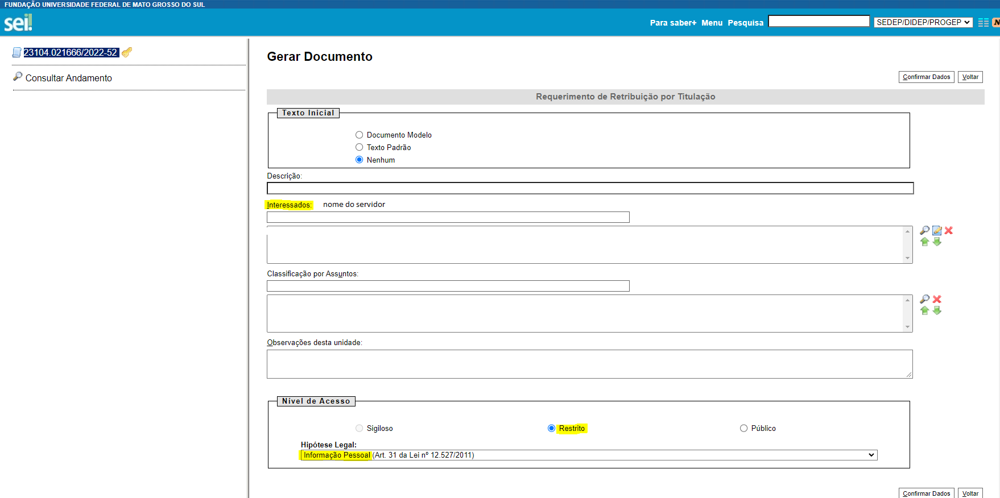 FUNDAÇÃO UNIVERSIDADE FEDERAL DE MATO GROSSO DO SUL
sei!
Para saber+ Menu Pesquisa SEDEP/DIDEP/PROGEP
23104.021666/2022-52
Consultar Andamento
Gerar Documento
Confirmar Dados Voltar
Requerimento de Retribuição por Titulação
Texto Inicial
Documento Modelo
Texto Padrão
Nenhum
Descrição:
Interessados: nome do servidor
Classificação por Assuntos:
Observações desta unidade:
Nível de Acesso
Sigiloso Restrito Público
Hipótese Legal:
Informação Pessoal (Art. 31 da Lei nº 12.527/2011)
Confirmar Dados Voltar